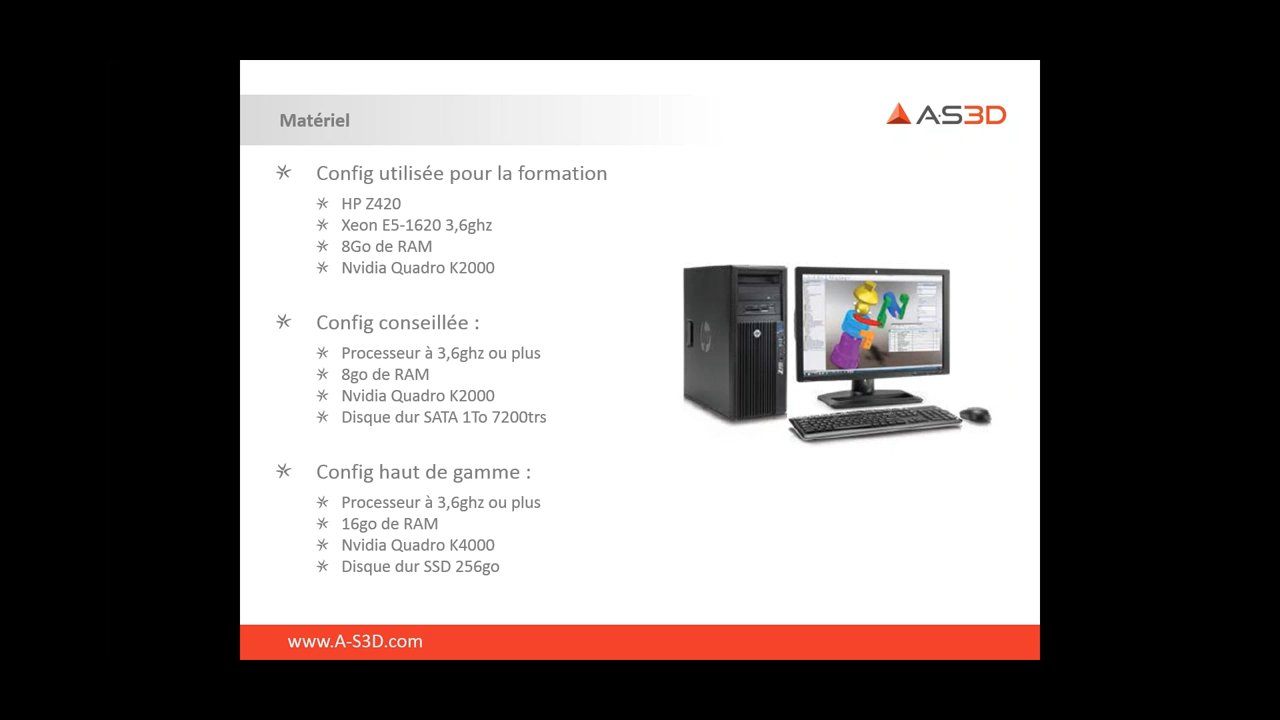 Matériel
A-S3D
Config utilisée pour la formation
HP Z420
Xeon E5-1620 3,6ghz
8Go de RAM
Nvidia Quadro K2000
Config conseillée :
Processeur à 3,6ghz ou plus
8go de RAM
Nvidia Quadro K2000
Disque dur SATA 1To 7200trs
Config haut de gamme :
Processeur à 3,6ghz ou plus
16go de RAM
Nvidia Quadro K4000
Disque dur SSD 256go
www.A-S3D.com